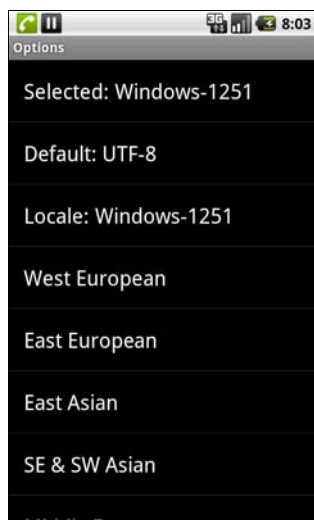 3G
8:03
Options
Selected: Windows-1251
Default: UTF-8
Locale: Windows-1251
West European
East European
East Asian
SE & SW Asian